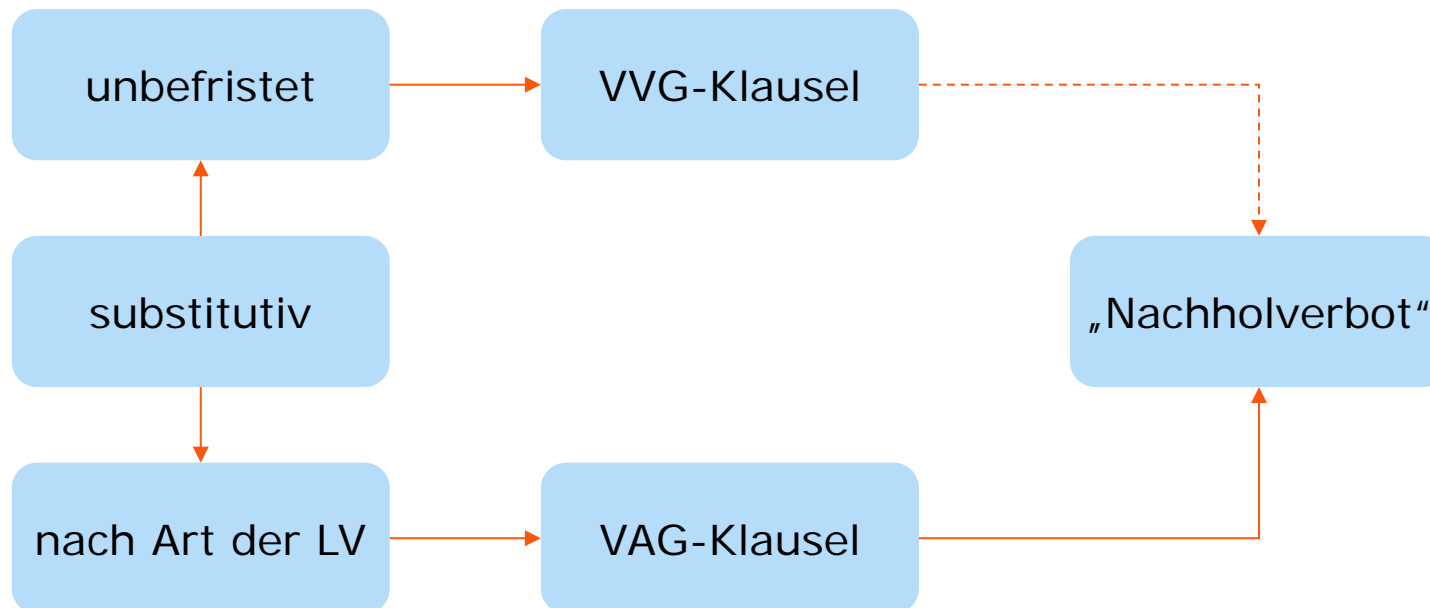 unbefristet
VVG-Klausel
substitutiv
„Nachholverbot“
nach Art der LV
VAG-Klausel